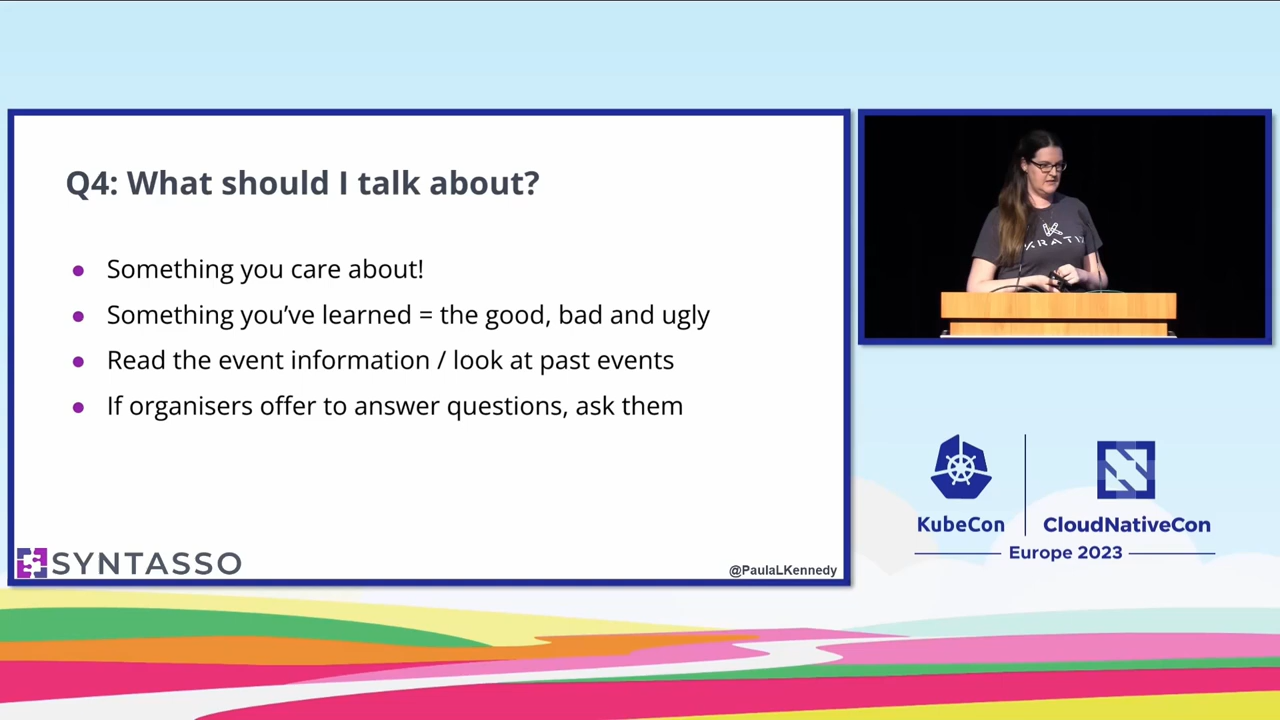 Q4: What should I talk about?
Something you care about!
Something you've learned = the good, bad and ugly
Read the event information / look at past events
If organisers offer to answer questions, ask them
SYNTASSO
@PaulaLKennedy
KRATI
KubeCon
CloudNativeCon
Europe 2023